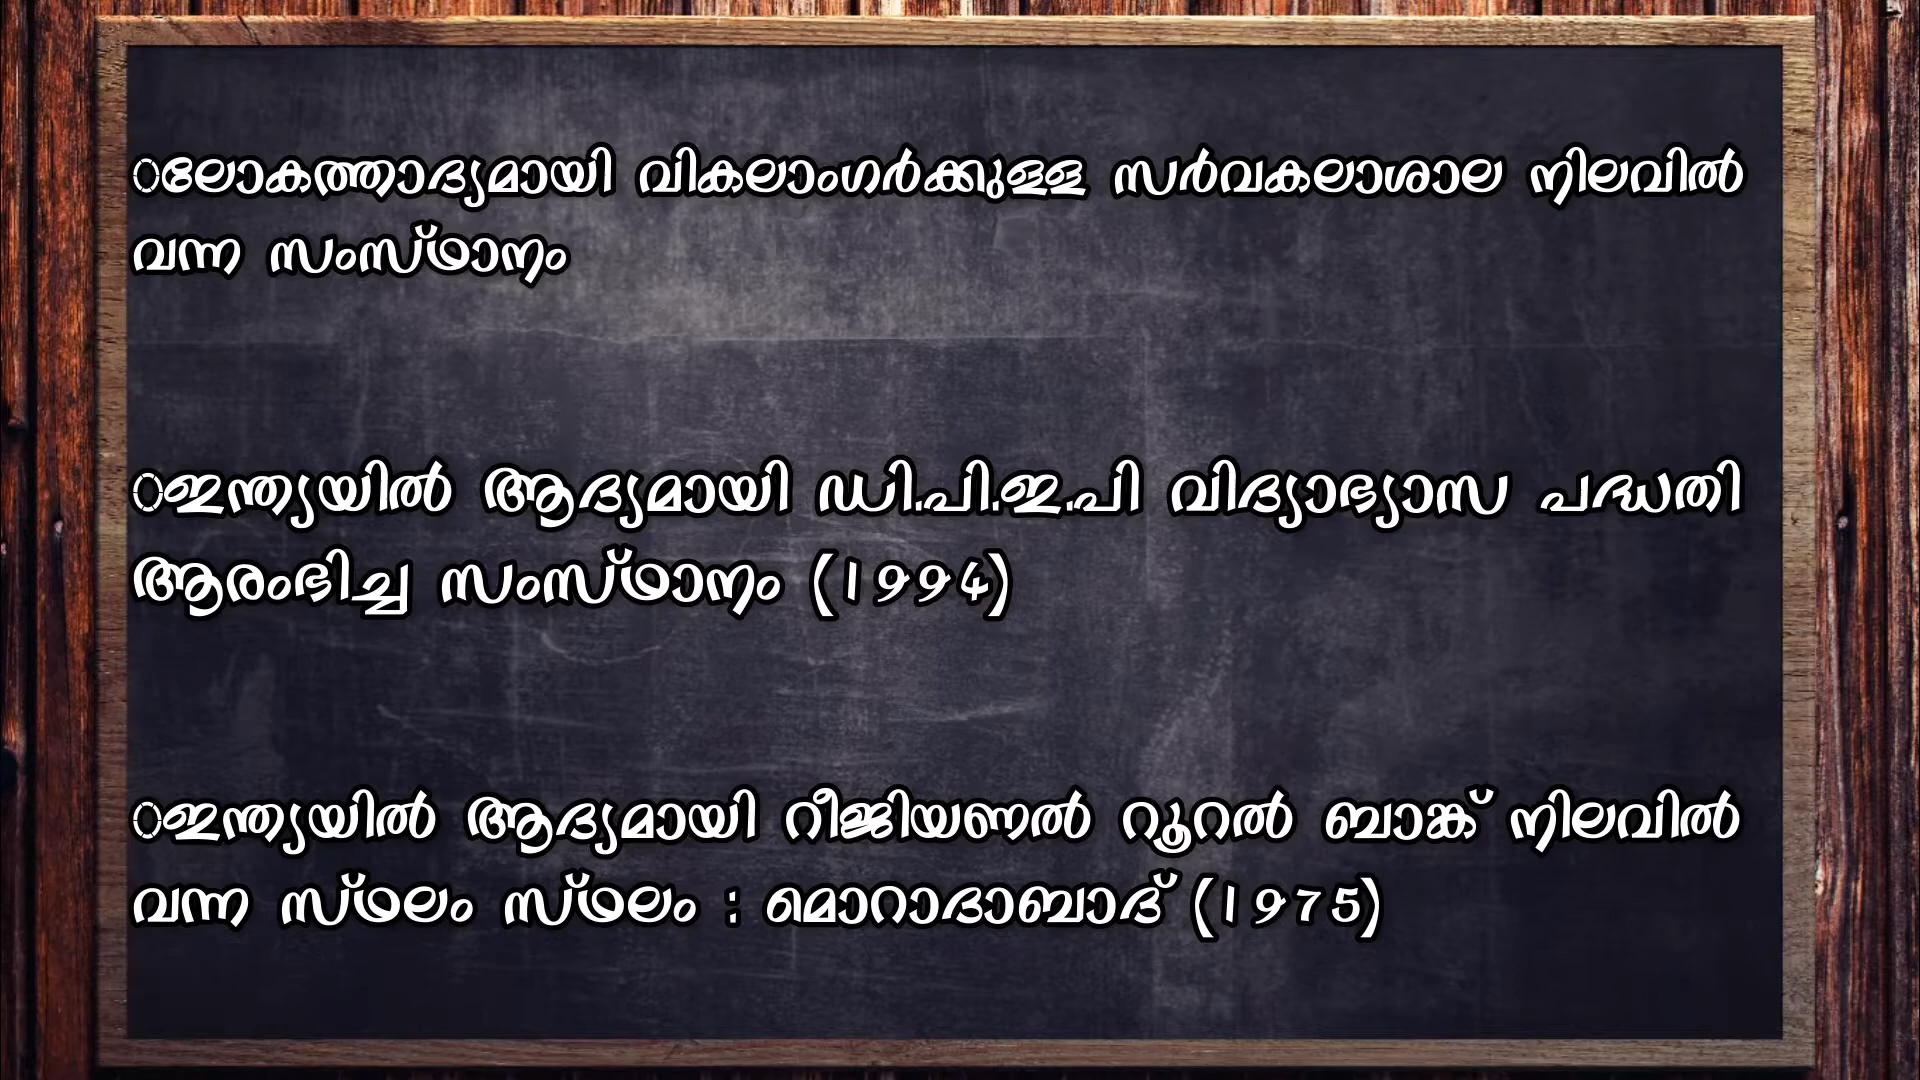 ലോകത്താദ്യമായി വികലാംഗർക്കുള്ള സർവകലാശാല നിലവിൽ
വന്ന സംസ്ഥാനം
ഇന്ത്യയിൽ ആദ്യമായി ഡി.പി.ഇ.പി വിദ്യാഭ്യാസ പദ്ധതി
ആരംഭിച്ച സംസ്ഥാനം (1994)
ഇന്ത്യയിൽ ആദ്യമായി റീജിയണൽ റൂറൽ ബാങ്ക് നിലവിൽ
വന്ന സ്ഥലം സ്ഥലം : മൊറാദാബാദ് (1975)